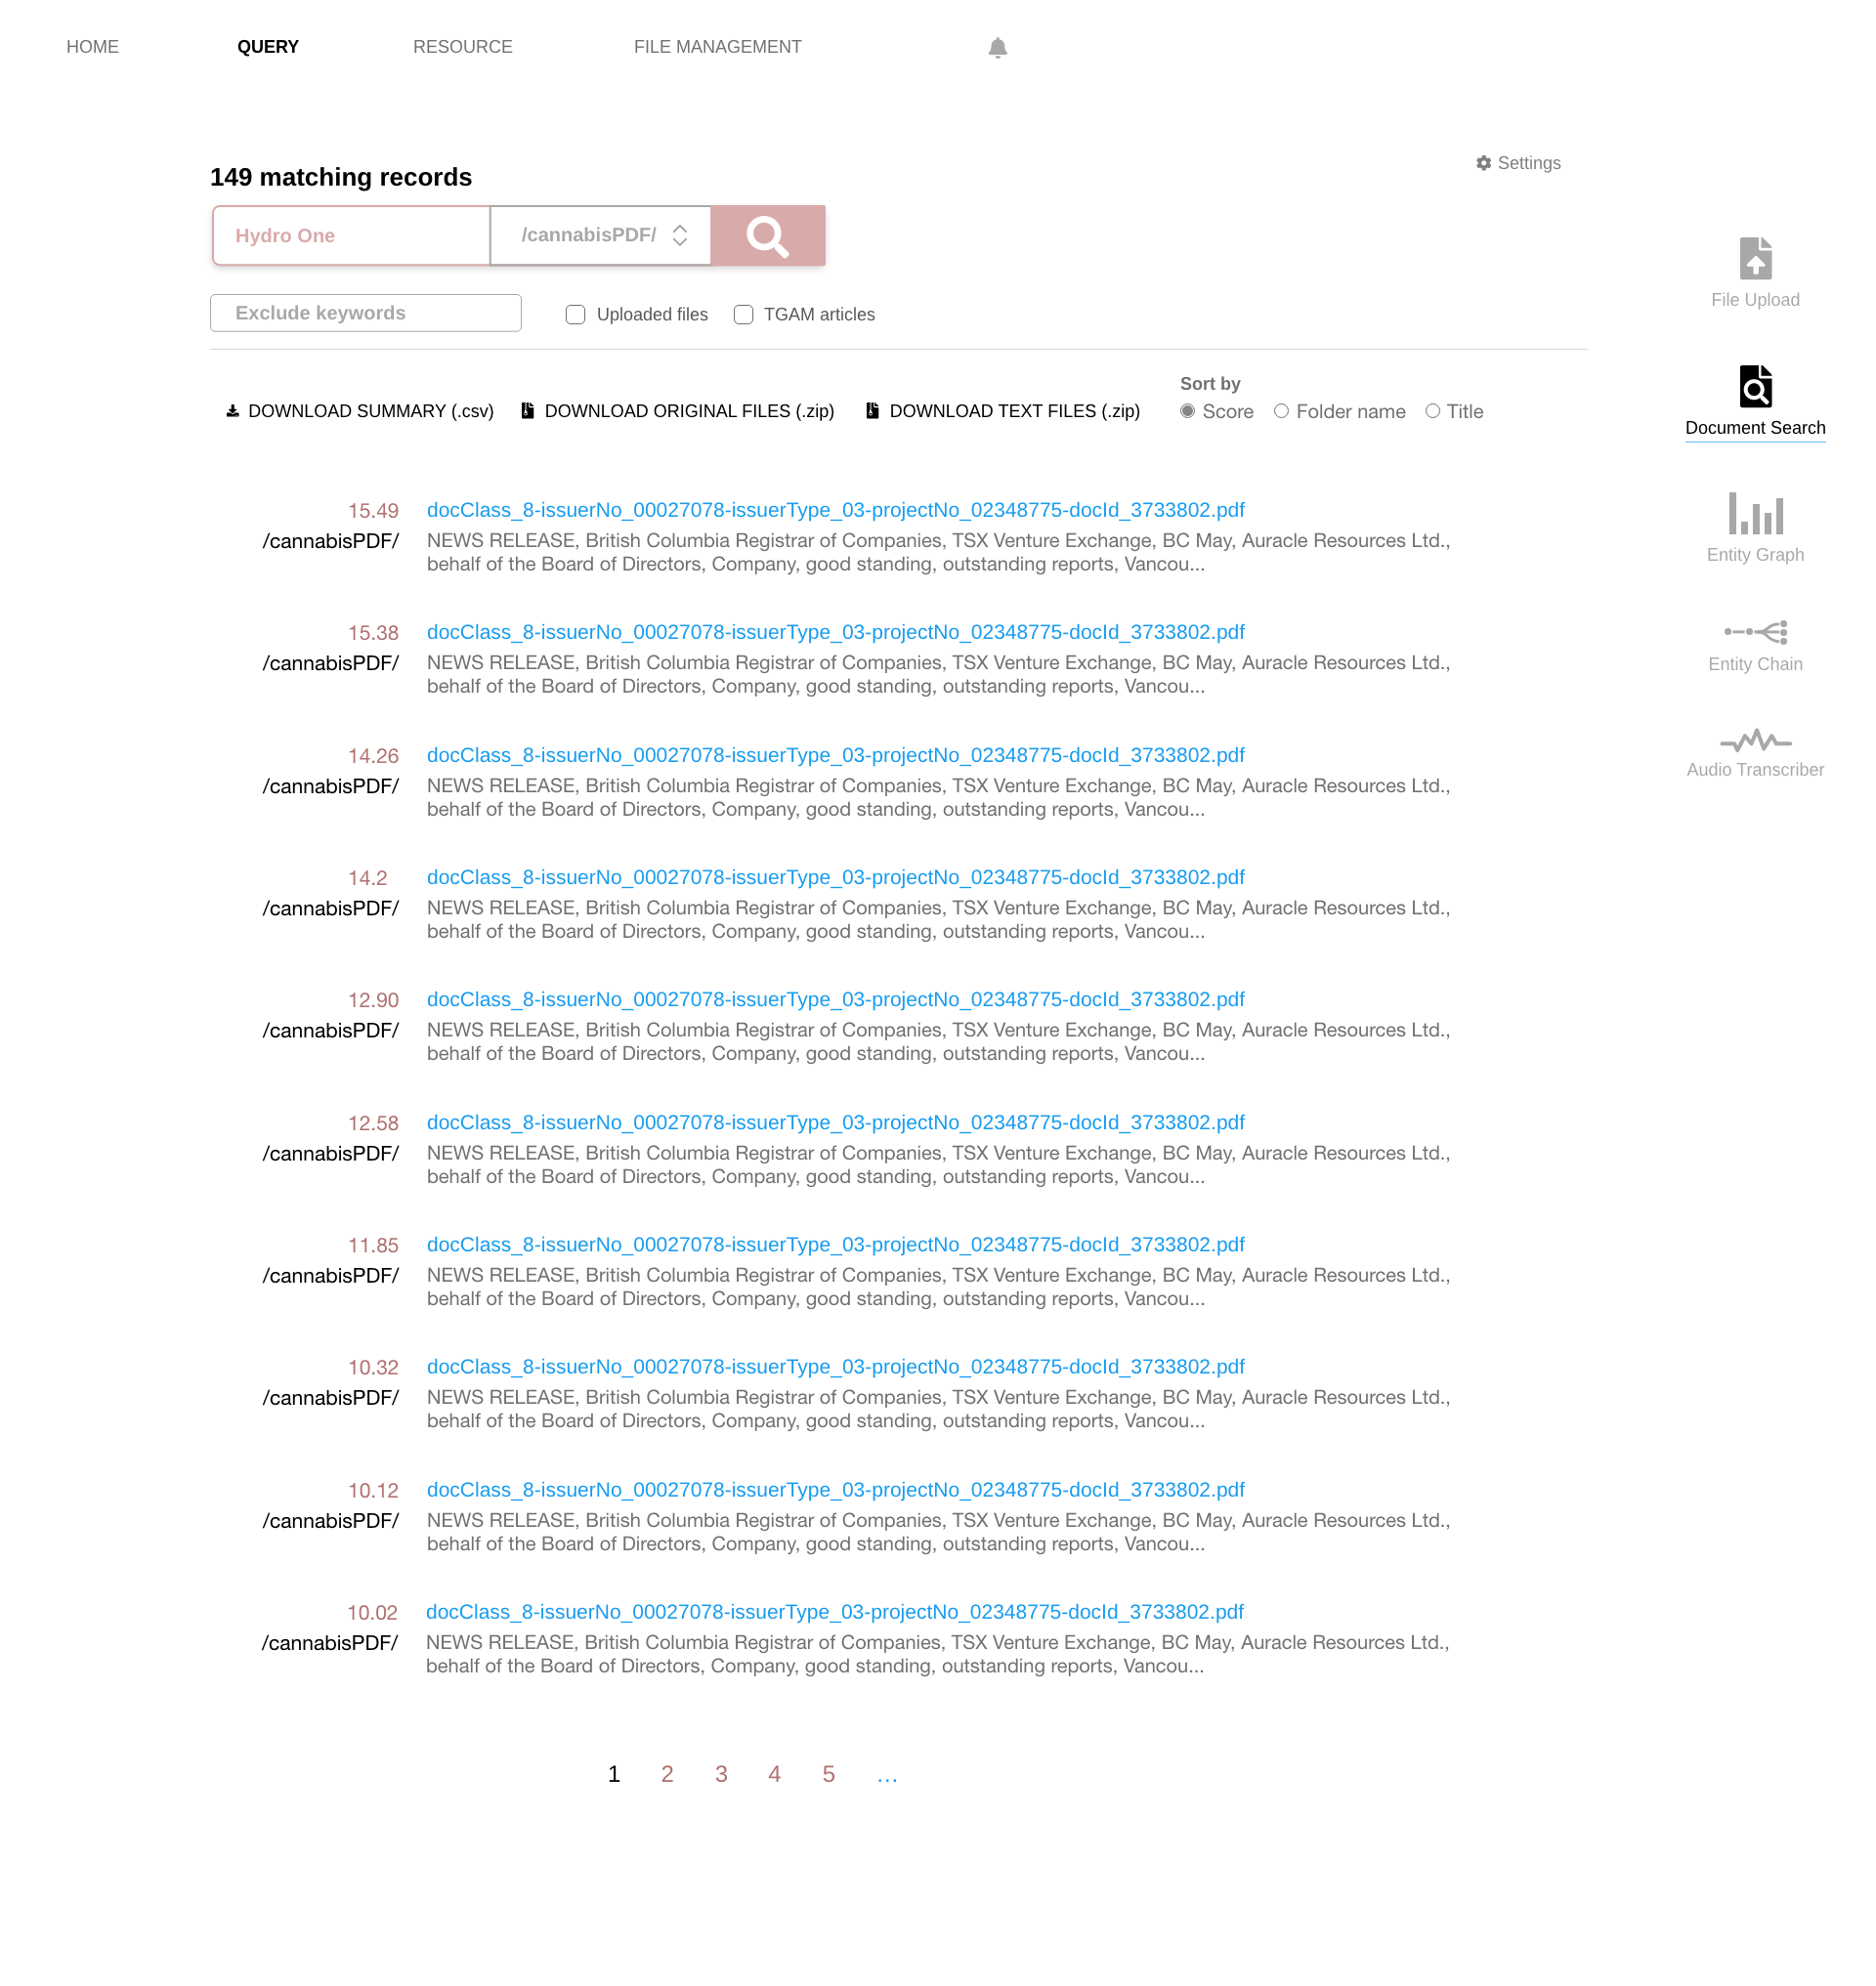 HOME QUERY RESOURCE FILE MANAGEMENT
149 matching records
Settings
Hydro One /cannabisPDF/
Exclude keywords Uploaded files TGAM articles
Sort by
DOWNLOAD SUMMARY (.csv) DOWNLOAD ORIGINAL FILES (.zip) DOWNLOAD TEXT FILES (.zip) Score Folder name Title
15.49 docClass_8-issuerNo_00027078-issuerType_03-projectNo_02348775-docId_3733802.pdf
/cannabisPDF/ NEWS RELEASE, British Columbia Registrar of Companies, TSX Venture Exchange, BC May, Auracle Resources Ltd.,
behalf of the Board of Directors, Company, good standing, outstanding reports, Vancou...
15.38 docClass_8-issuerNo_00027078-issuerType_03-projectNo_02348775-docId_3733802.pdf
/cannabisPDF/ NEWS RELEASE, British Columbia Registrar of Companies, TSX Venture Exchange, BC May, Auracle Resources Ltd.,
behalf of the Board of Directors, Company, good standing, outstanding reports, Vancou...
14.26 docClass_8-issuerNo_00027078-issuerType_03-projectNo_02348775-docId_3733802.pdf
/cannabisPDF/ NEWS RELEASE, British Columbia Registrar of Companies, TSX Venture Exchange, BC May, Auracle Resources Ltd.,
behalf of the Board of Directors, Company, good standing, outstanding reports, Vancou...
14.2 docClass_8-issuerNo_00027078-issuerType_03-projectNo_02348775-docId_3733802.pdf
/cannabisPDF/ NEWS RELEASE, British Columbia Registrar of Companies, TSX Venture Exchange, BC May, Auracle Resources Ltd.,
behalf of the Board of Directors, Company, good standing, outstanding reports, Vancou...
12.90 docClass_8-issuerNo_00027078-issuerType_03-projectNo_02348775-docId_3733802.pdf
/cannabisPDF/ NEWS RELEASE, British Columbia Registrar of Companies, TSX Venture Exchange, BC May, Auracle Resources Ltd.,
behalf of the Board of Directors, Company, good standing, outstanding reports, Vancou...
12.58 docClass_8-issuerNo_00027078-issuerType_03-projectNo_02348775-docId_3733802.pdf
/cannabisPDF/ NEWS RELEASE, British Columbia Registrar of Companies, TSX Venture Exchange, BC May, Auracle Resources Ltd.,
behalf of the Board of Directors, Company, good standing, outstanding reports, Vancou...
11.85 docClass_8-issuerNo_00027078-issuerType_03-projectNo_02348775-docId_3733802.pdf
/cannabisPDF/ NEWS RELEASE, British Columbia Registrar of Companies, TSX Venture Exchange, BC May, Auracle Resources Ltd.,
behalf of the Board of Directors, Company, good standing, outstanding reports, Vancou...
10.32 docClass_8-issuerNo_00027078-issuerType_03-projectNo_02348775-docId_3733802.pdf
/cannabisPDF/ NEWS RELEASE, British Columbia Registrar of Companies, TSX Venture Exchange, BC May, Auracle Resources Ltd.,
behalf of the Board of Directors, Company, good standing, outstanding reports, Vancou...
10.12 docClass_8-issuerNo_00027078-issuerType_03-projectNo_02348775-docId_3733802.pdf
/cannabisPDF/ NEWS RELEASE, British Columbia Registrar of Companies, TSX Venture Exchange, BC May, Auracle Resources Ltd.,
behalf of the Board of Directors, Company, good standing, outstanding reports, Vancou...
10.02 docClass_8-issuerNo_00027078-issuerType_03-projectNo_02348775-docId_3733802.pdf
/cannabisPDF/ NEWS RELEASE, British Columbia Registrar of Companies, TSX Venture Exchange, BC May, Auracle Resources Ltd.,
behalf of the Board of Directors, Company, good standing, outstanding reports, Vancou...
1 2 3 4 5 ...
File Upload
Document Search
Entity Graph
Entity Chain
Audio Transcriber